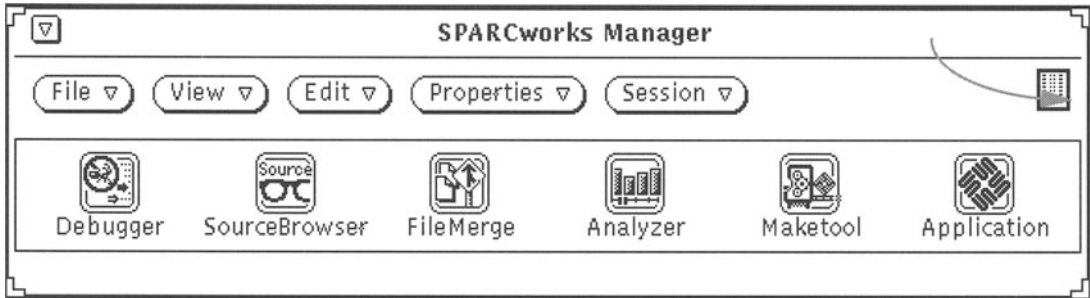 SPARCworks Manager
File View Edit Properties Session
Source
Debugger SourceBrowser FileMerge Analyzer Maketool Application